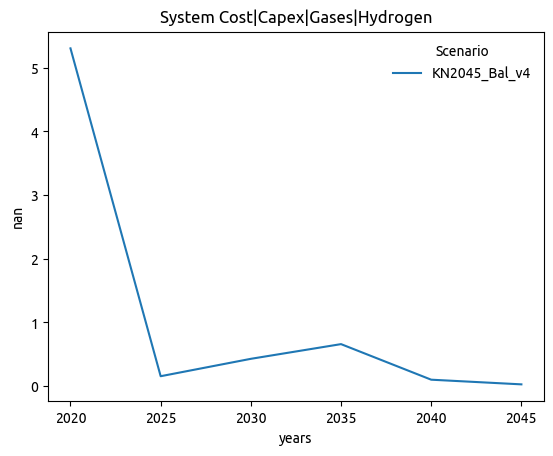 System Cost|Capex|Gases|Hydrogen
Scenario
KN2045_Bal_v4
5
4
3
2
1
0
nan
2020 2025 2030 2035 2040 2045
years